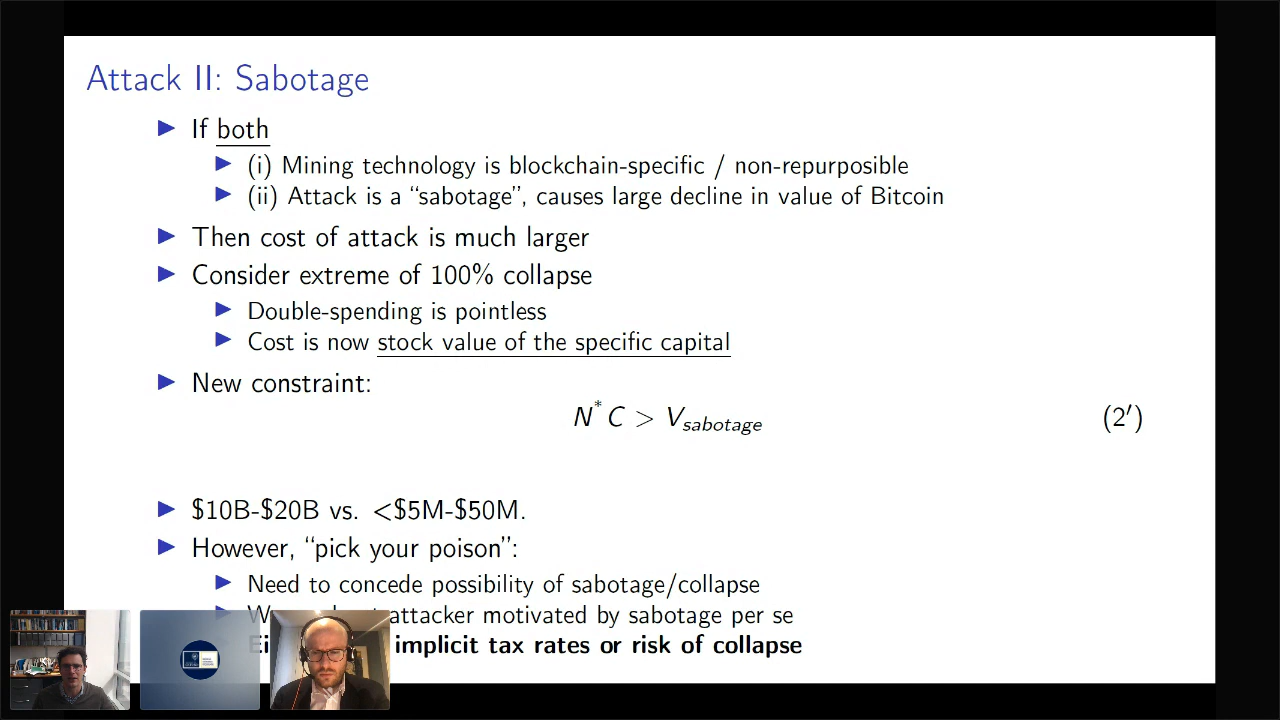 Attack II: Sabotage
If both
(i) Mining technology is blockchain-specific / non-repurposible
(ii) Attack is a “sabotage”, causes large decline in value of Bitcoin
Then cost of attack is much larger
Consider extreme of 100% collapse
Double-spending is pointless
Cost is now stock value of the specific capital
New constraint:
N* C > Vsabotage (2′)
$10B-$20B vs. <$5M-$50M.
However, “pick your poison”:
Need to concede possibility of sabotage/collapse
attacker motivated by sabotage per se
implicit tax rates or risk of collapse